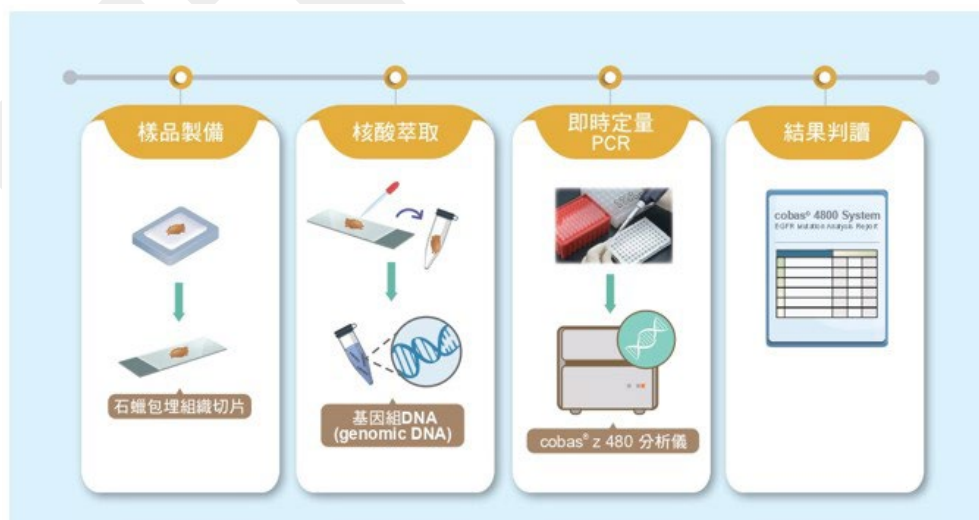 樣品製備
石蠟包埋組織切片
核酸萃取
基因組DNA
(genomic DNA)
即時定量
PCR
cobas® z 480 分析儀
結果判讀
cobas® 4800 System
EGFR Mutation Analysis Report